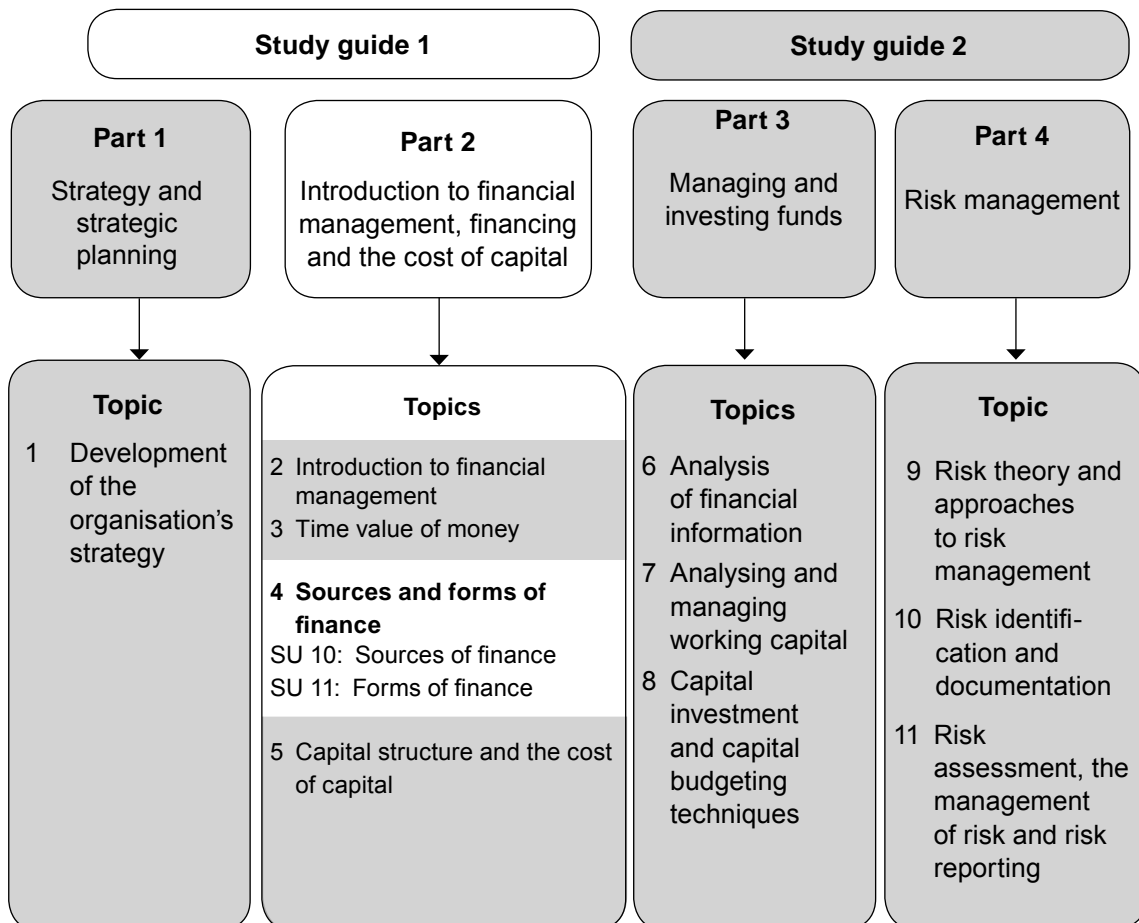 Study guide 1
Study guide 2
Part 1
Strategy and
strategic
planning
Part 2
Introduction to financial
management, financing
and the cost of capital
Part 3
Managing and
investing funds
Part 4
Risk management
Topic
1 Development
of the
organisation's
strategy
Topics
2 Introduction to financial
management
3 Time value of money
4 Sources and forms of
finance
SU 10: Sources of finance
SU 11: Forms of finance
5 Capital structure and the cost
of capital
Topics
6 Analysis
of financial
information
7 Analysing and
managing
working capital
8 Capital
investment
and capital
budgeting
techniques
Topic
9 Risk theory and
approaches
to risk
management
10 Risk identifi-
cation and
documentation
11 Risk
assessment, the
management
of risk and risk
reporting